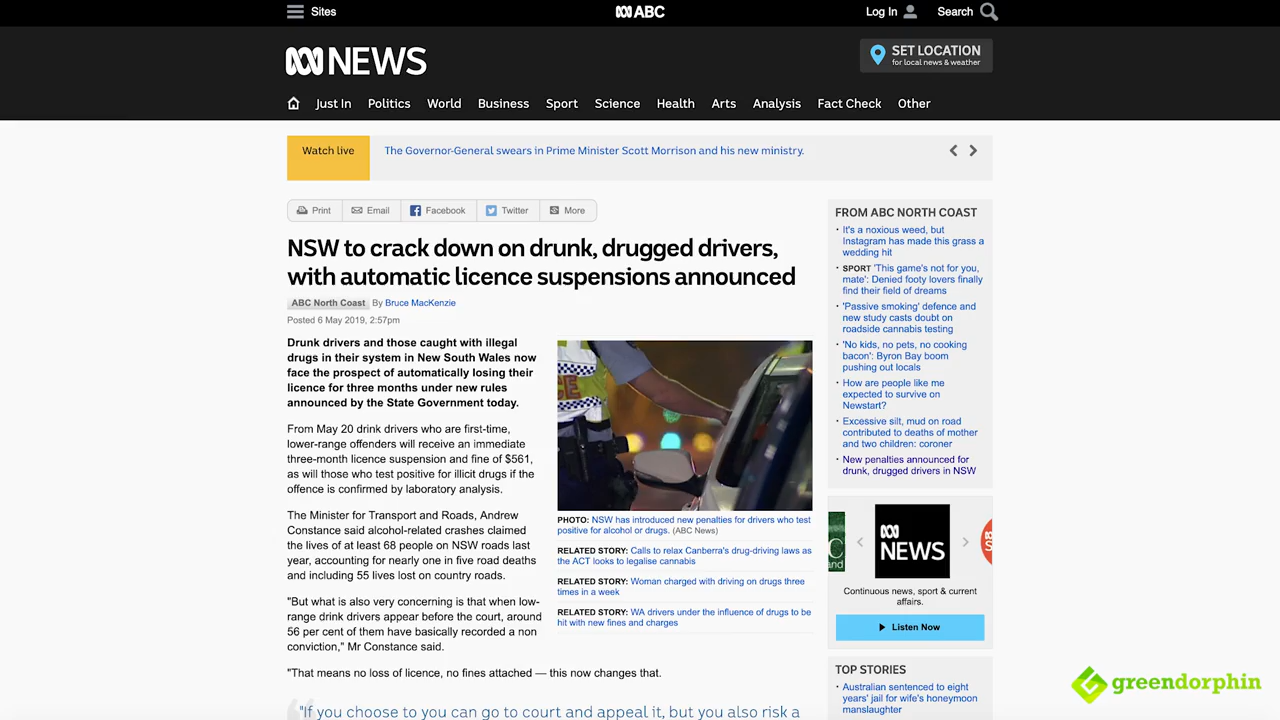 Sites
ABC
Log In
Search
NEWS
SET LOCATION
for local news & weather
Just In Politics World Business Sport Science Health Arts Analysis Fact Check Other
Watch live
The Governor-General swears in Prime Minister Scott Morrison and his new ministry.
Print Email Facebook Twitter More
NSW to crack down on drunk, drugged drivers,
with automatic licence suspensions announced
ABC North Coast By Bruce MacKenzie
Posted 6 May 2019, 2:57pm
Drunk drivers and those caught with illegal
drugs in their system in New South Wales now
face the prospect of automatically losing their
licence for three months under new rules
announced by the State Government today.
From May 20 drink drivers who are first-time,
lower-range offenders will receive an immediate
three-month licence suspension and fine of $561,
as will those who test positive for illicit drugs if the
offence is confirmed by laboratory analysis.
The Minister for Transport and Roads, Andrew
Constance said alcohol-related crashes claimed
the lives of at least 68 people on NSW roads last
year, accounting for nearly one in five road deaths
and including 55 lives lost on country roads.
"But what is also very concerning is that when low-
range drink drivers appear before the court, around
56 per cent of them have basically recorded a non
conviction," Mr Constance said.
"That means no loss of licence, no fines attached — this now changes that.
"If you choose to you can go to court and appeal it, but you also risk a
PHOTO: NSW has introduced new penalties for drivers who test
positive for alcohol or drugs. (ABC News)
RELATED STORY: Calls to relax Canberra's drug-driving laws as
the ACT looks to legalise cannabis
RELATED STORY: Woman charged with driving on drugs three
times in a week
RELATED STORY: WA drivers under the influence of drugs to be
hit with new fines and charges
FROM ABC NORTH COAST
It's a noxious weed, but
Instagram has made this grass a
wedding hit
SPORT 'This game's not for you,
mate': Denied footy lovers finally
find their field of dreams
'Passive smoking' defence and
new study casts doubt on
roadside cannabis testing
'No kids, no pets, no cooking
bacon': Byron Bay boom
pushing out locals
How are people like me
expected to survive on
Newstart?
Excessive silt, mud on road
contributed to deaths of mother
and two children: coroner
New penalties announced for
drunk, drugged drivers in NSW
NEWS
Continuous news, sport & current
affairs.
Listen Now
TOP STORIES
Australian sentenced to eight
years' jail for wife's honeymoon
manslaughter
greendorphin